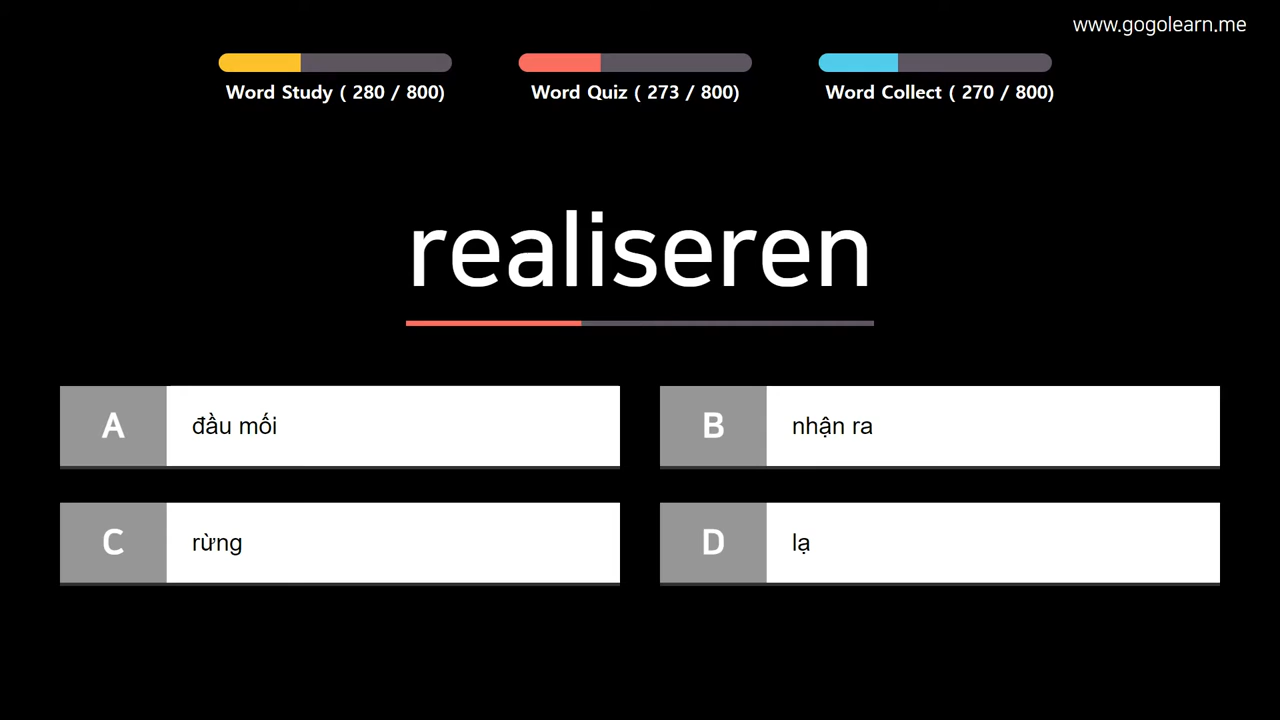 www.gogolearn.me
Word Study ( 280 / 800)
Word Quiz ( 273 / 800)
Word Collect ( 270 / 800)
realiseren
A đầu mối
B nhận ra
C rừng
D lạ